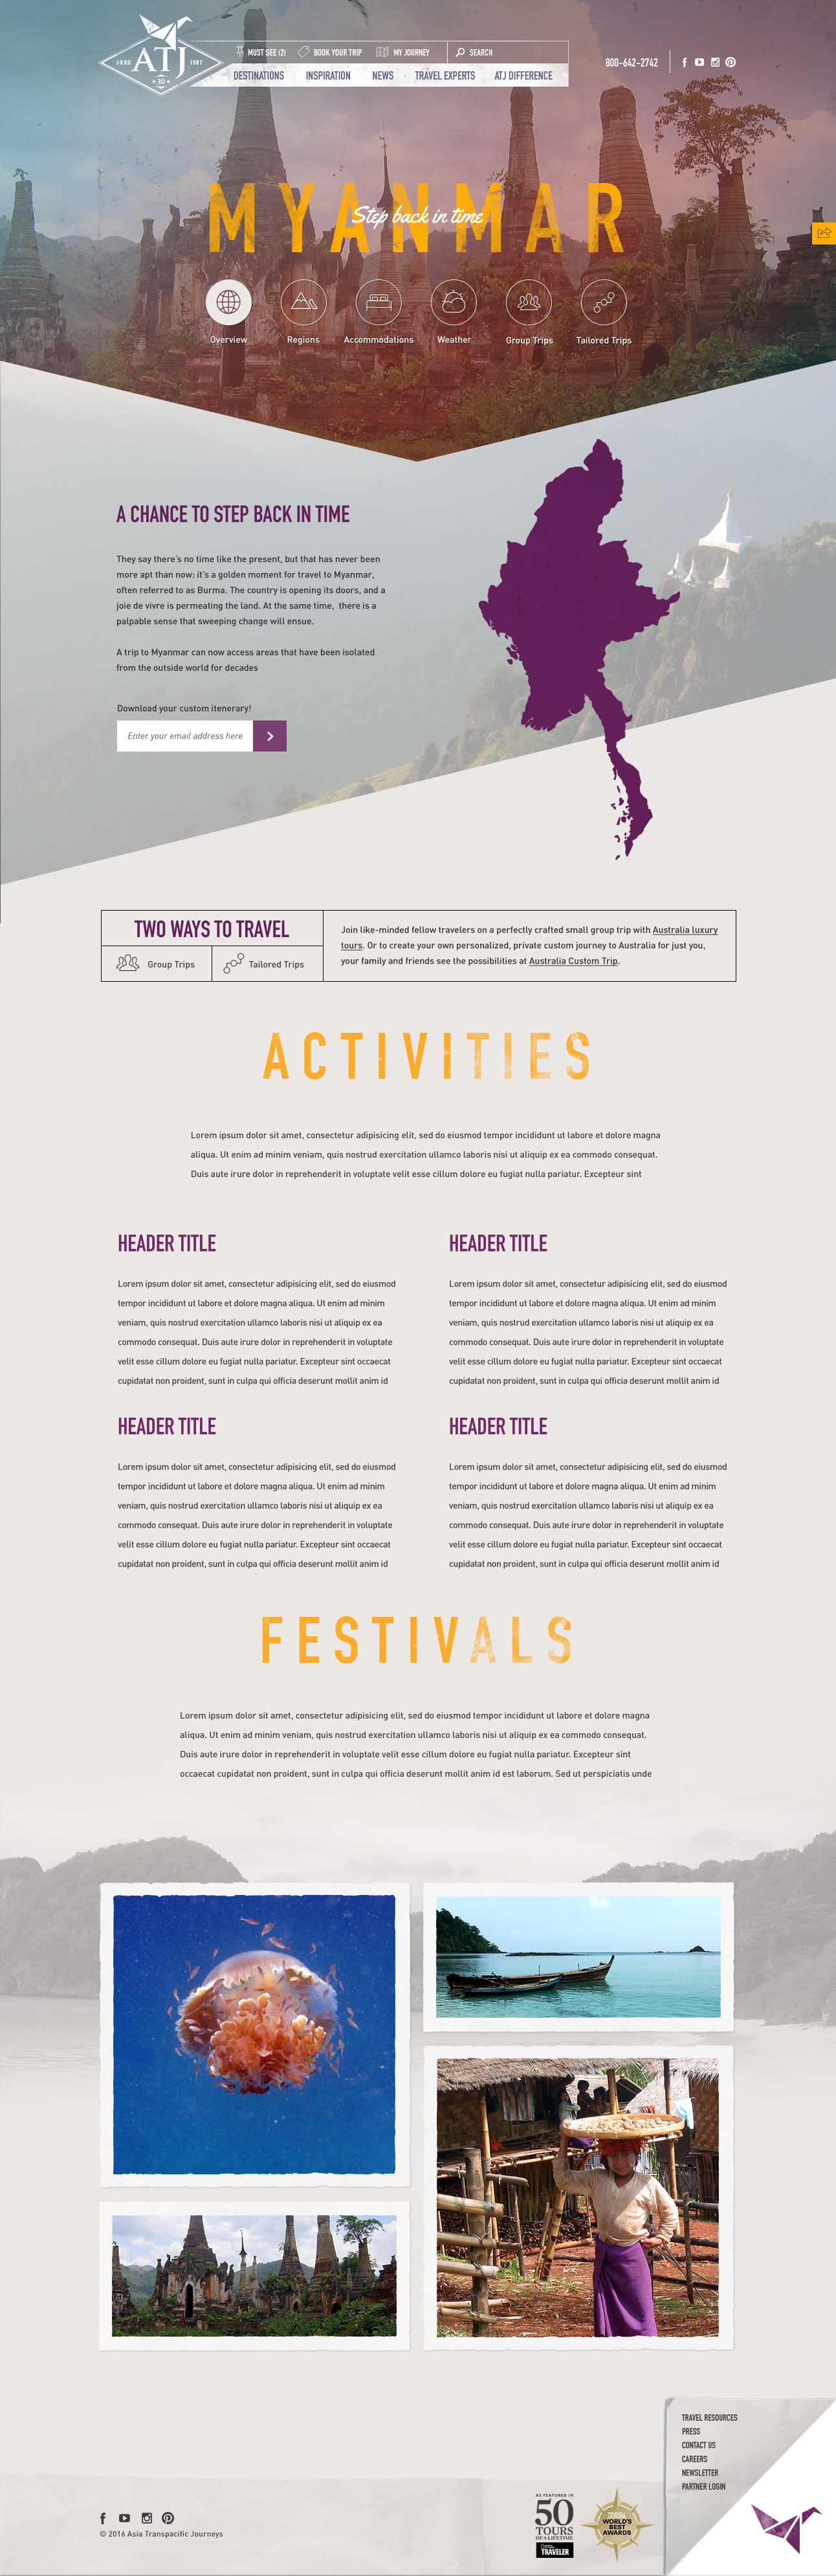 ATJ
ABRD 1987
30
MUST SEE (2) BOOK YOUR TRIP MY JOURNEY SEARCH
DESTINATIONS INSPIRATION NEWS TRAVEL EXPERTS ATJ DIFFERENCE
800-642-2742
MYANMAR
Step back in time
Overview Regions Accommodations Weather Group Trips Tailored Trips
A CHANCE TO STEP BACK IN TIME
They say there's no time like the present, but that has never been
more apt than now: it's a golden moment for travel to Myanmar,
often referred to as Burma. The country is opening its doors, and a
joie de vivre is permeating the land. At the same time, there is a
palpable sense that sweeping change will ensue.
A trip to Myanmar can now access areas that have been isolated
from the outside world for decades
Download your custom itenerary!
Enter your email address here
TWO WAYS TO TRAVEL
Group Trips Tailored Trips
Join like-minded fellow travelers on a perfectly crafted small group trip with Australia luxury
tours. Or to create your own personalized, private custom journey to Australia for just you,
your family and friends see the possibilities at Australia Custom Trip.
ACTIVITIES
Lorem ipsum dolor sit amet, consectetur adipisicing elit, sed do eiusmod tempor incididunt ut labore et dolore magna
aliqua. Ut enim ad minim veniam, quis nostrud exercitation ullamco laboris nisi ut aliquip ex ea commodo consequat.
Duis aute irure dolor in reprehenderit in voluptate velit esse cillum dolore eu fugiat nulla pariatur. Excepteur sint
HEADER TITLE
Lorem ipsum dolor sit amet, consectetur adipisicing elit, sed do eiusmod
tempor incididunt ut labore et dolore magna aliqua. Ut enim ad minim
veniam, quis nostrud exercitation ullamco laboris nisi ut aliquip ex ea
commodo consequat. Duis aute irure dolor in reprehenderit in voluptate
velit esse cillum dolore eu fugiat nulla pariatur. Excepteur sint occaecat
cupidatat non proident, sunt in culpa qui officia deserunt mollit anim id
HEADER TITLE
Lorem ipsum dolor sit amet, consectetur adipisicing elit, sed do eiusmod
tempor incididunt ut labore et dolore magna aliqua. Ut enim ad minim
veniam, quis nostrud exercitation ullamco laboris nisi ut aliquip ex ea
commodo consequat. Duis aute irure dolor in reprehenderit in voluptate
velit esse cillum dolore eu fugiat nulla pariatur. Excepteur sint occaecat
cupidatat non proident, sunt in culpa qui officia deserunt mollit anim id
HEADER TITLE
Lorem ipsum dolor sit amet, consectetur adipisicing elit, sed do eiusmod
tempor incididunt ut labore et dolore magna aliqua. Ut enim ad minim
veniam, quis nostrud exercitation ullamco laboris nisi ut aliquip ex ea
commodo consequat. Duis aute irure dolor in reprehenderit in voluptate
velit esse cillum dolore eu fugiat nulla pariatur. Excepteur sint occaecat
cupidatat non proident, sunt in culpa qui officia deserunt mollit anim id
HEADER TITLE
Lorem ipsum dolor sit amet, consectetur adipisicing elit, sed do eiusmod
tempor incididunt ut labore et dolore magna aliqua. Ut enim ad minim
veniam, quis nostrud exercitation ullamco laboris nisi ut aliquip ex ea
commodo consequat. Duis aute irure dolor in reprehenderit in voluptate
velit esse cillum dolore eu fugiat nulla pariatur. Excepteur sint occaecat
cupidatat non proident, sunt in culpa qui officia deserunt mollit anim id
FESTIVALS
Lorem ipsum dolor sit amet, consectetur adipisicing elit, sed do eiusmod tempor incididunt ut labore et dolore magna
aliqua. Ut enim ad minim veniam, quis nostrud exercitation ullamco laboris nisi ut aliquip ex ea commodo consequat.
Duis aute irure dolor in reprehenderit in voluptate velit esse cillum dolore eu fugiat nulla pariatur. Excepteur sint
occaecat cupidatat non proident, sunt in culpa qui officia deserunt mollit anim id est laborum. Sed ut perspiciatis unde
TRAVEL RESOURCES
PRESS
CONTACT US
CAREERS
NEWSLETTER
PARTNER LOGIN
© 2016 Asia Transpacific Journeys
AS FEATURED IN
50
TOURS
OF A LIFETIME
TRAVELER
WORLD'S
BEST
AWARDS